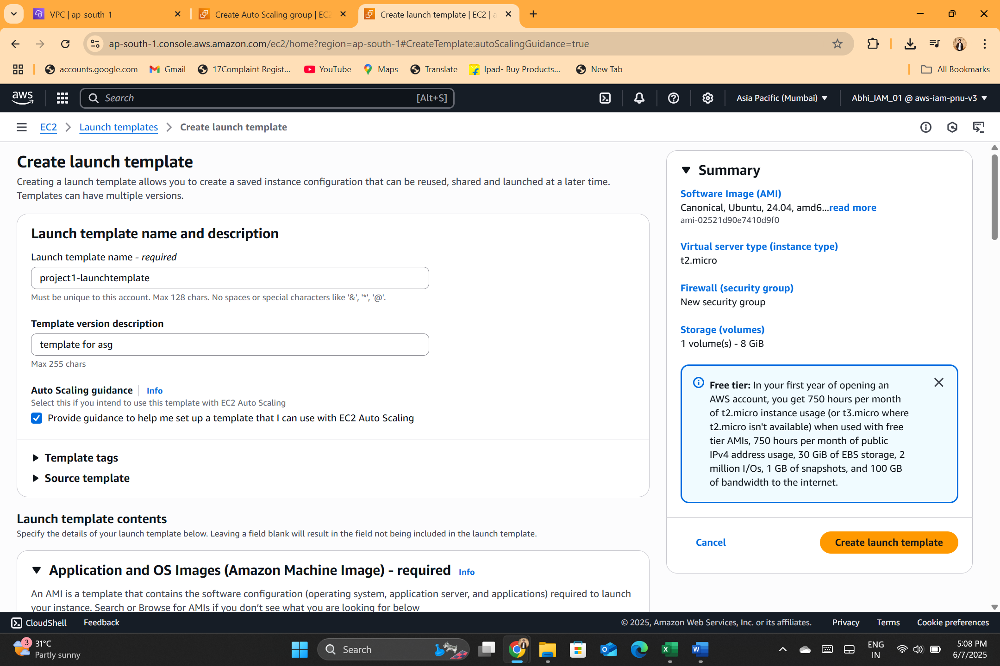 VPC | ap-south-1
Create Auto Scaling group | EC2
Create launch template | EC2 | a
ap-south-1.console.aws.amazon.com/ec2/home?region=ap-south-1#CreateTemplate:autoScalingGuidance=true
accounts.google.com
Gmail
17Complaint Regist...
YouTube
Maps
Translate
Ipad- Buy Products...
New Tab
All Bookmarks
aws
Search
[Alt+S]
Asia Pacific (Mumbai)
Abhi_IAM_01 @ aws-iam-pnu-v3
EC2
Launch templates
Create launch template
Create launch template
Creating a launch template allows you to create a saved instance configuration that can be reused, shared and launched at a later time.
Templates can have multiple versions.
Launch template name and description
Launch template name - required
project1-launchtemplate
Must be unique to this account. Max 128 chars. No spaces or special characters like '&', '*', '@'.
Template version description
template for asg
Max 255 chars
Auto Scaling guidance
Info
Select this if you intend to use this template with EC2 Auto Scaling
Provide guidance to help me set up a template that I can use with EC2 Auto Scaling
Template tags
Source template
Launch template contents
Specify the details of your launch template below. Leaving a field blank will result in the field not being included in the launch template.
Application and OS Images (Amazon Machine Image) - required
Info
An AMI is a template that contains the software configuration (operating system, application server, and applications) required to launch
your instance. Search or Browse for AMIs if you don't see what you are looking for below
Summary
Software Image (AMI)
Canonical, Ubuntu, 24.04, amd6...read more
ami-02521d90e7410d9f0
Virtual server type (instance type)
t2.micro
Firewall (security group)
New security group
Storage (volumes)
1 volume(s) - 8 GiB
Free tier: In your first year of opening an
AWS account, you get 750 hours per month
of t2.micro instance usage (or t3.micro where
t2.micro isn't available) when used with free
tier AMIs, 750 hours per month of public
IPv4 address usage, 30 GiB of EBS storage, 2
million I/Os, 1 GB of snapshots, and 100 GB
of bandwidth to the internet.
Cancel
Create launch template
CloudShell
Feedback
© 2025, Amazon Web Services, Inc. or its affiliates.
Privacy
Terms
Cookie preferences
3
31°C
Partly sunny
Search
ENG
IN
5:08 PM
6/7/2025